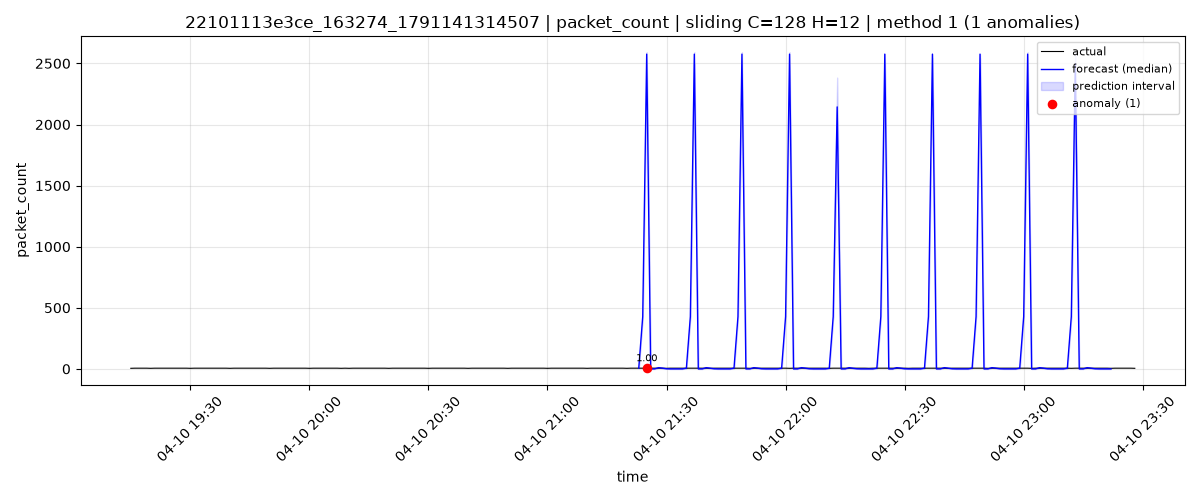 22101113e3ce_163274_1791141314507 | packet_count | sliding C=128 H=12 | method 1 (1 anomalies)
actual
forecast (median)
prediction interval
anomaly (1)
packet_count
2500
2000
1500
1000
500
0
1.00
04-10 19:30
04-10 20:00
04-10 20:30
04-10 21:00
04-10 21:30
04-10 22:00
04-10 22:30
04-10 23:00
04-10 23:30
time